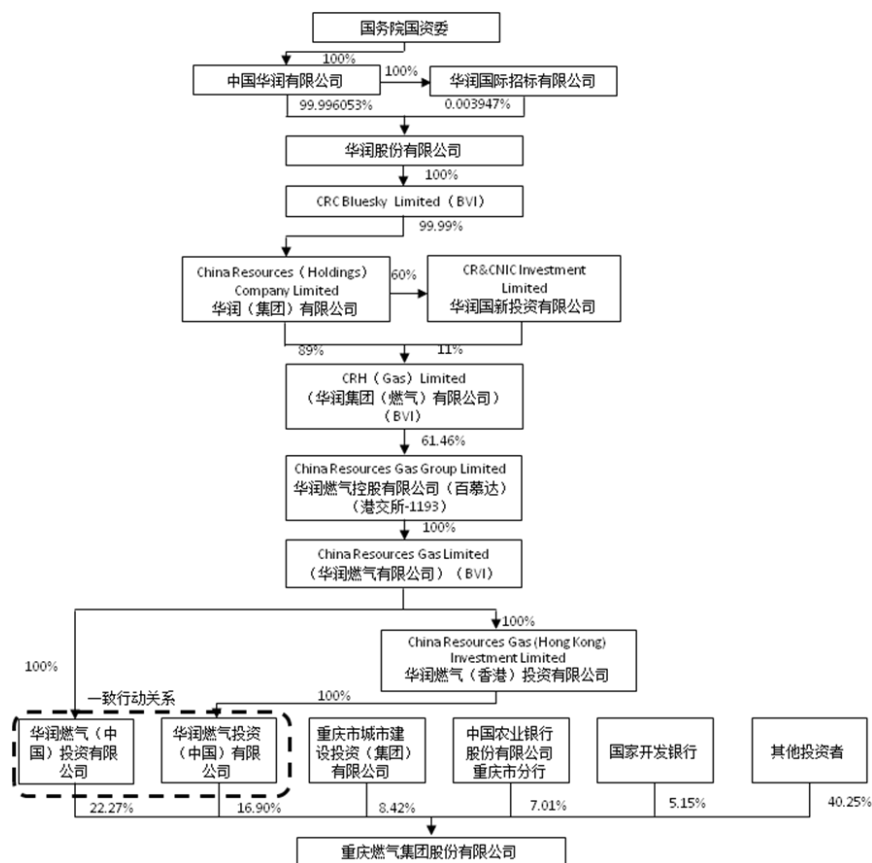 国务院国资委
100%
中国华润有限公司
100%
华润国际招标有限公司
99.996053%
0.003947%
华润股份有限公司
100%
CRC Bluesky Limited（BVI）
99.99%
China Resources（Holdings）
Company Limited
华润（集团）有限公司
60%
CR&CNIC Investment
Limited
华润国新投资有限公司
89%
11%
CRH（Gas）Limited
（华润集团（燃气）有限公司）
（BVI）
61.46%
China Resources Gas Group Limited
华润燃气控股有限公司（百慕达）
（港交所-1193）
100%
China Resources Gas Limited
（华润燃气有限公司）（BVI）
100%
China Resources Gas (Hong Kong)
Investment Limited
华润燃气（香港）投资有限公司
100%
一致行动关系
100%
华润燃气（中
国）投资有限
公司
华润燃气投资
（中国）有限
公司
重庆市城市建
设投资（集团）
有限公司
中国农业银行
股份有限公司
重庆市分行
国家开发银行
其他投资者
22.27%
16.90%
8.42%
7.01%
5.15%
40.25%
重庆燃气集团股份有限公司